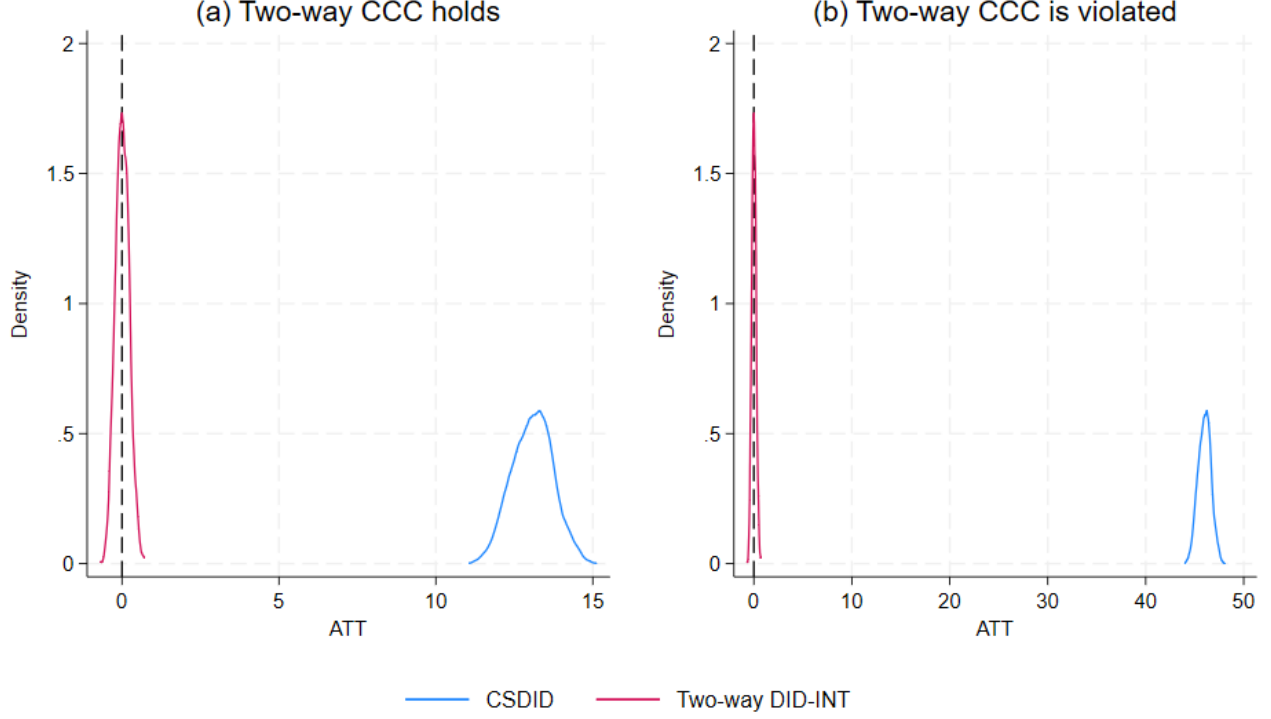 (a) Two-way CCC holds
2
1.5
1
.5
0
Density
0 5 10 15
ATT
(b) Two-way CCC is violated
2
1.5
1
.5
0
Density
0 10 20 30 40 50
ATT
CSDID Two-way DID-INT